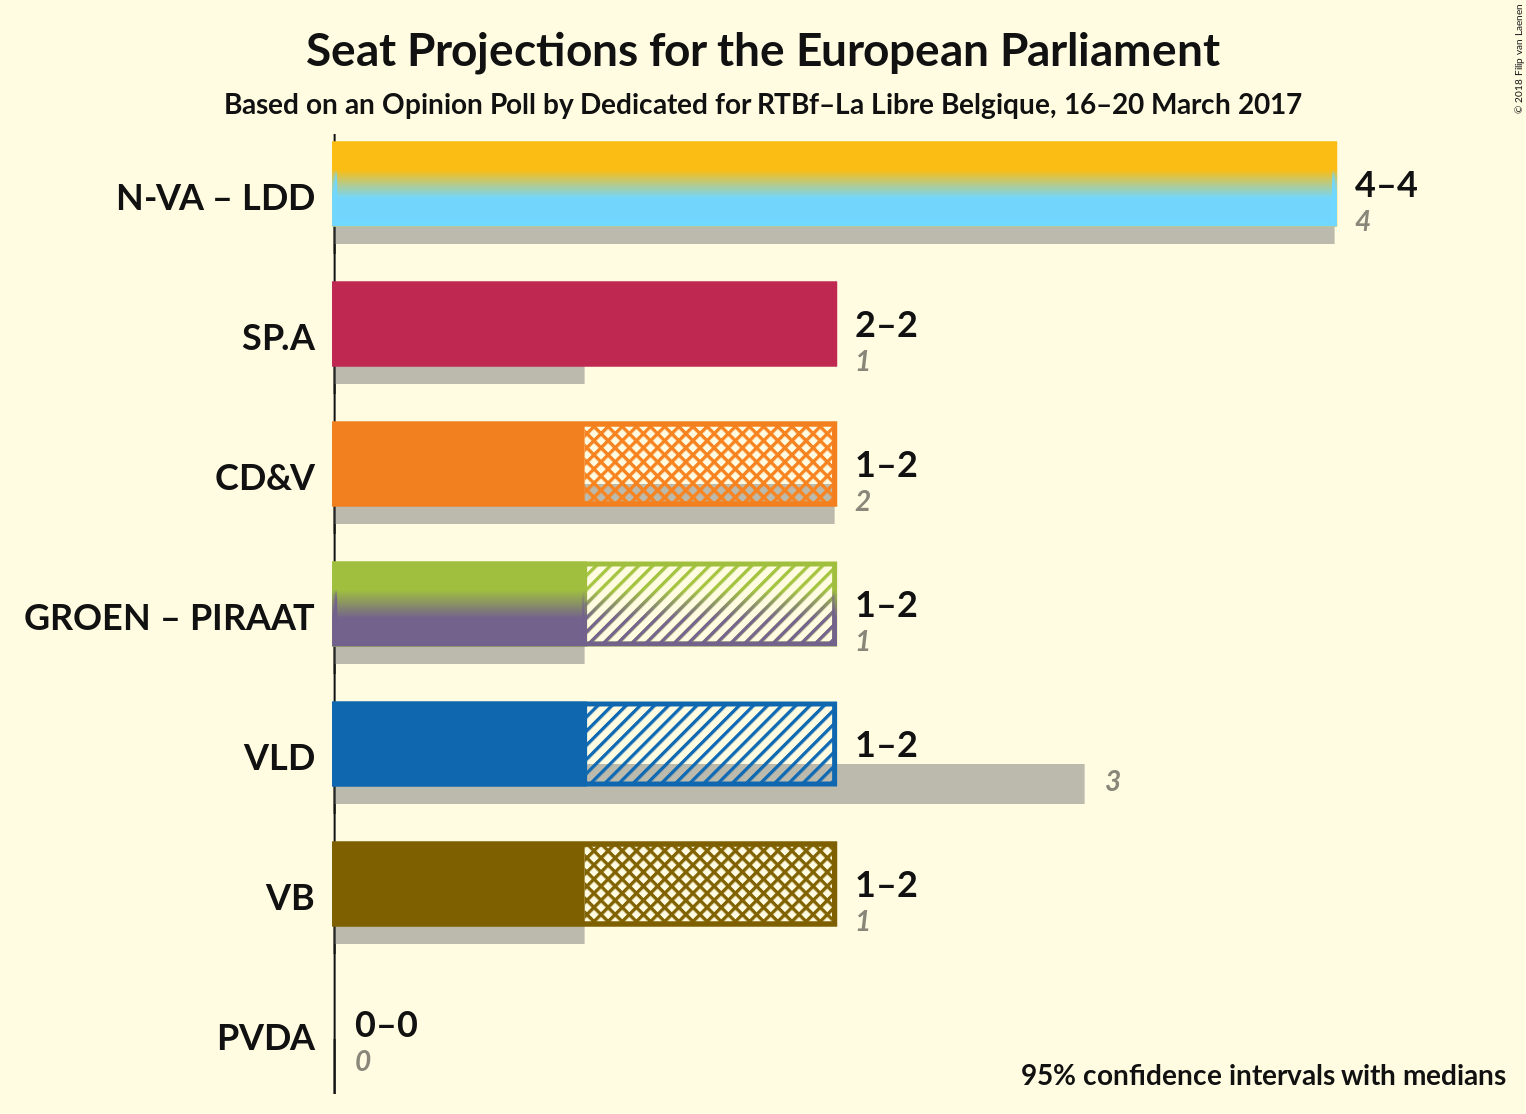 Seat Projections for the European Parliament
Based on an Opinion Poll by Dedicated for RTBf–La Libre Belgique, 16–20 March 2017
© 2018 Filip van Laenen
N-VA – LDD
4–4
4
SP.A
2–2
1
CD&V
1–2
2
GROEN – PIRAAT
1–2
1
VLD
1–2
3
VB
1–2
1
PVDA
0–0
0
95% confidence intervals with medians